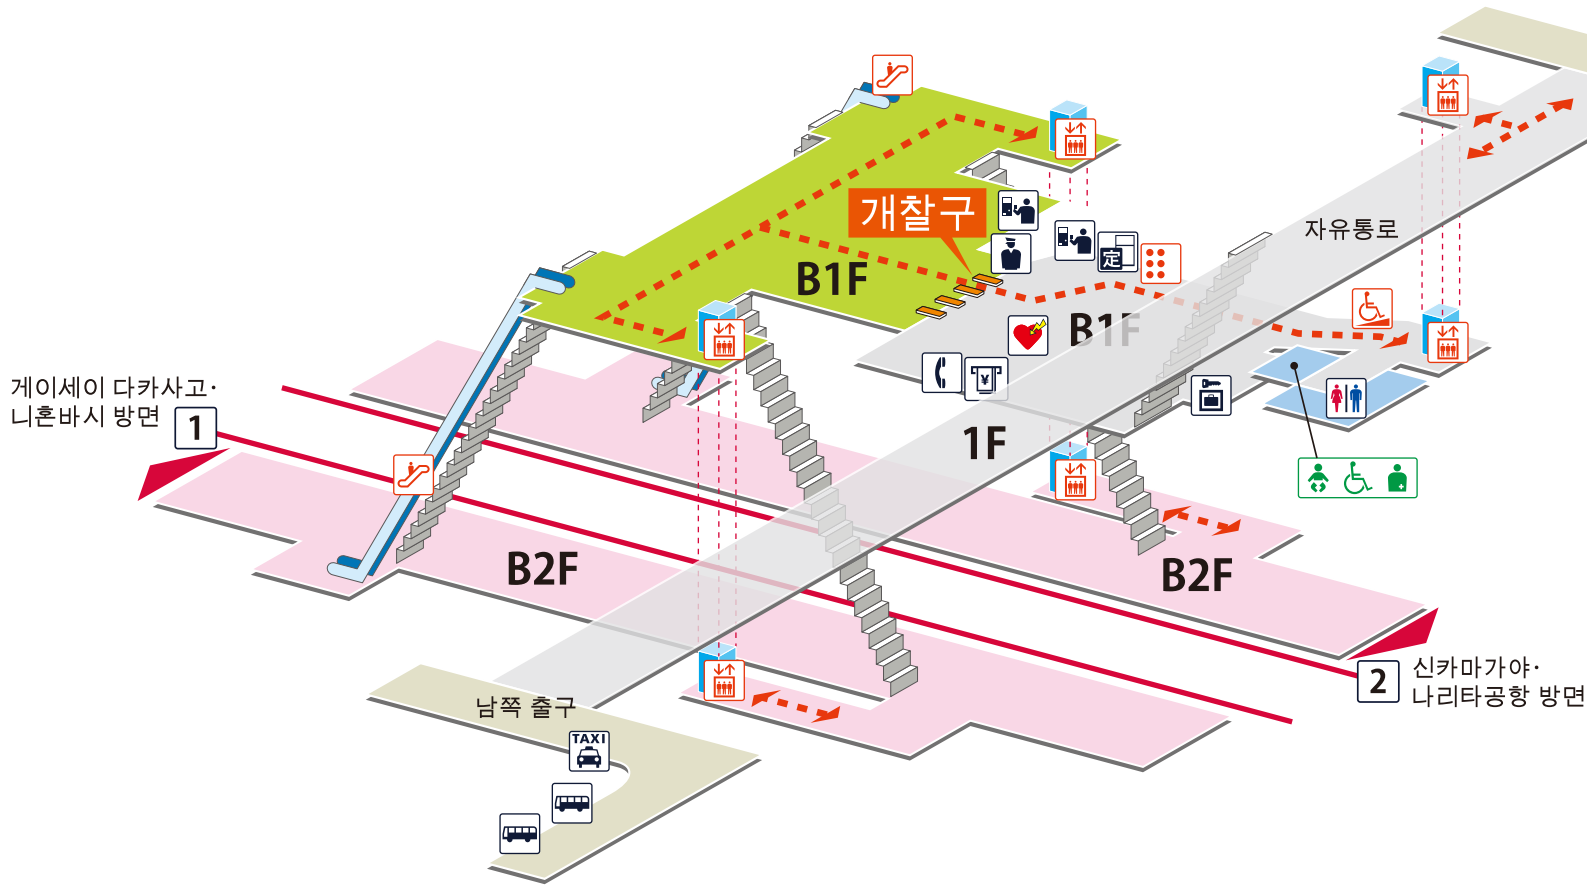 개찰구
B1F
B1F
定
자유통로
¥
게이세이 다카사고·
니혼바시 방면
1
1F
B2F
B2F
2
신카마가야·
나리타공항 방면
남쪽 출구
TAXI